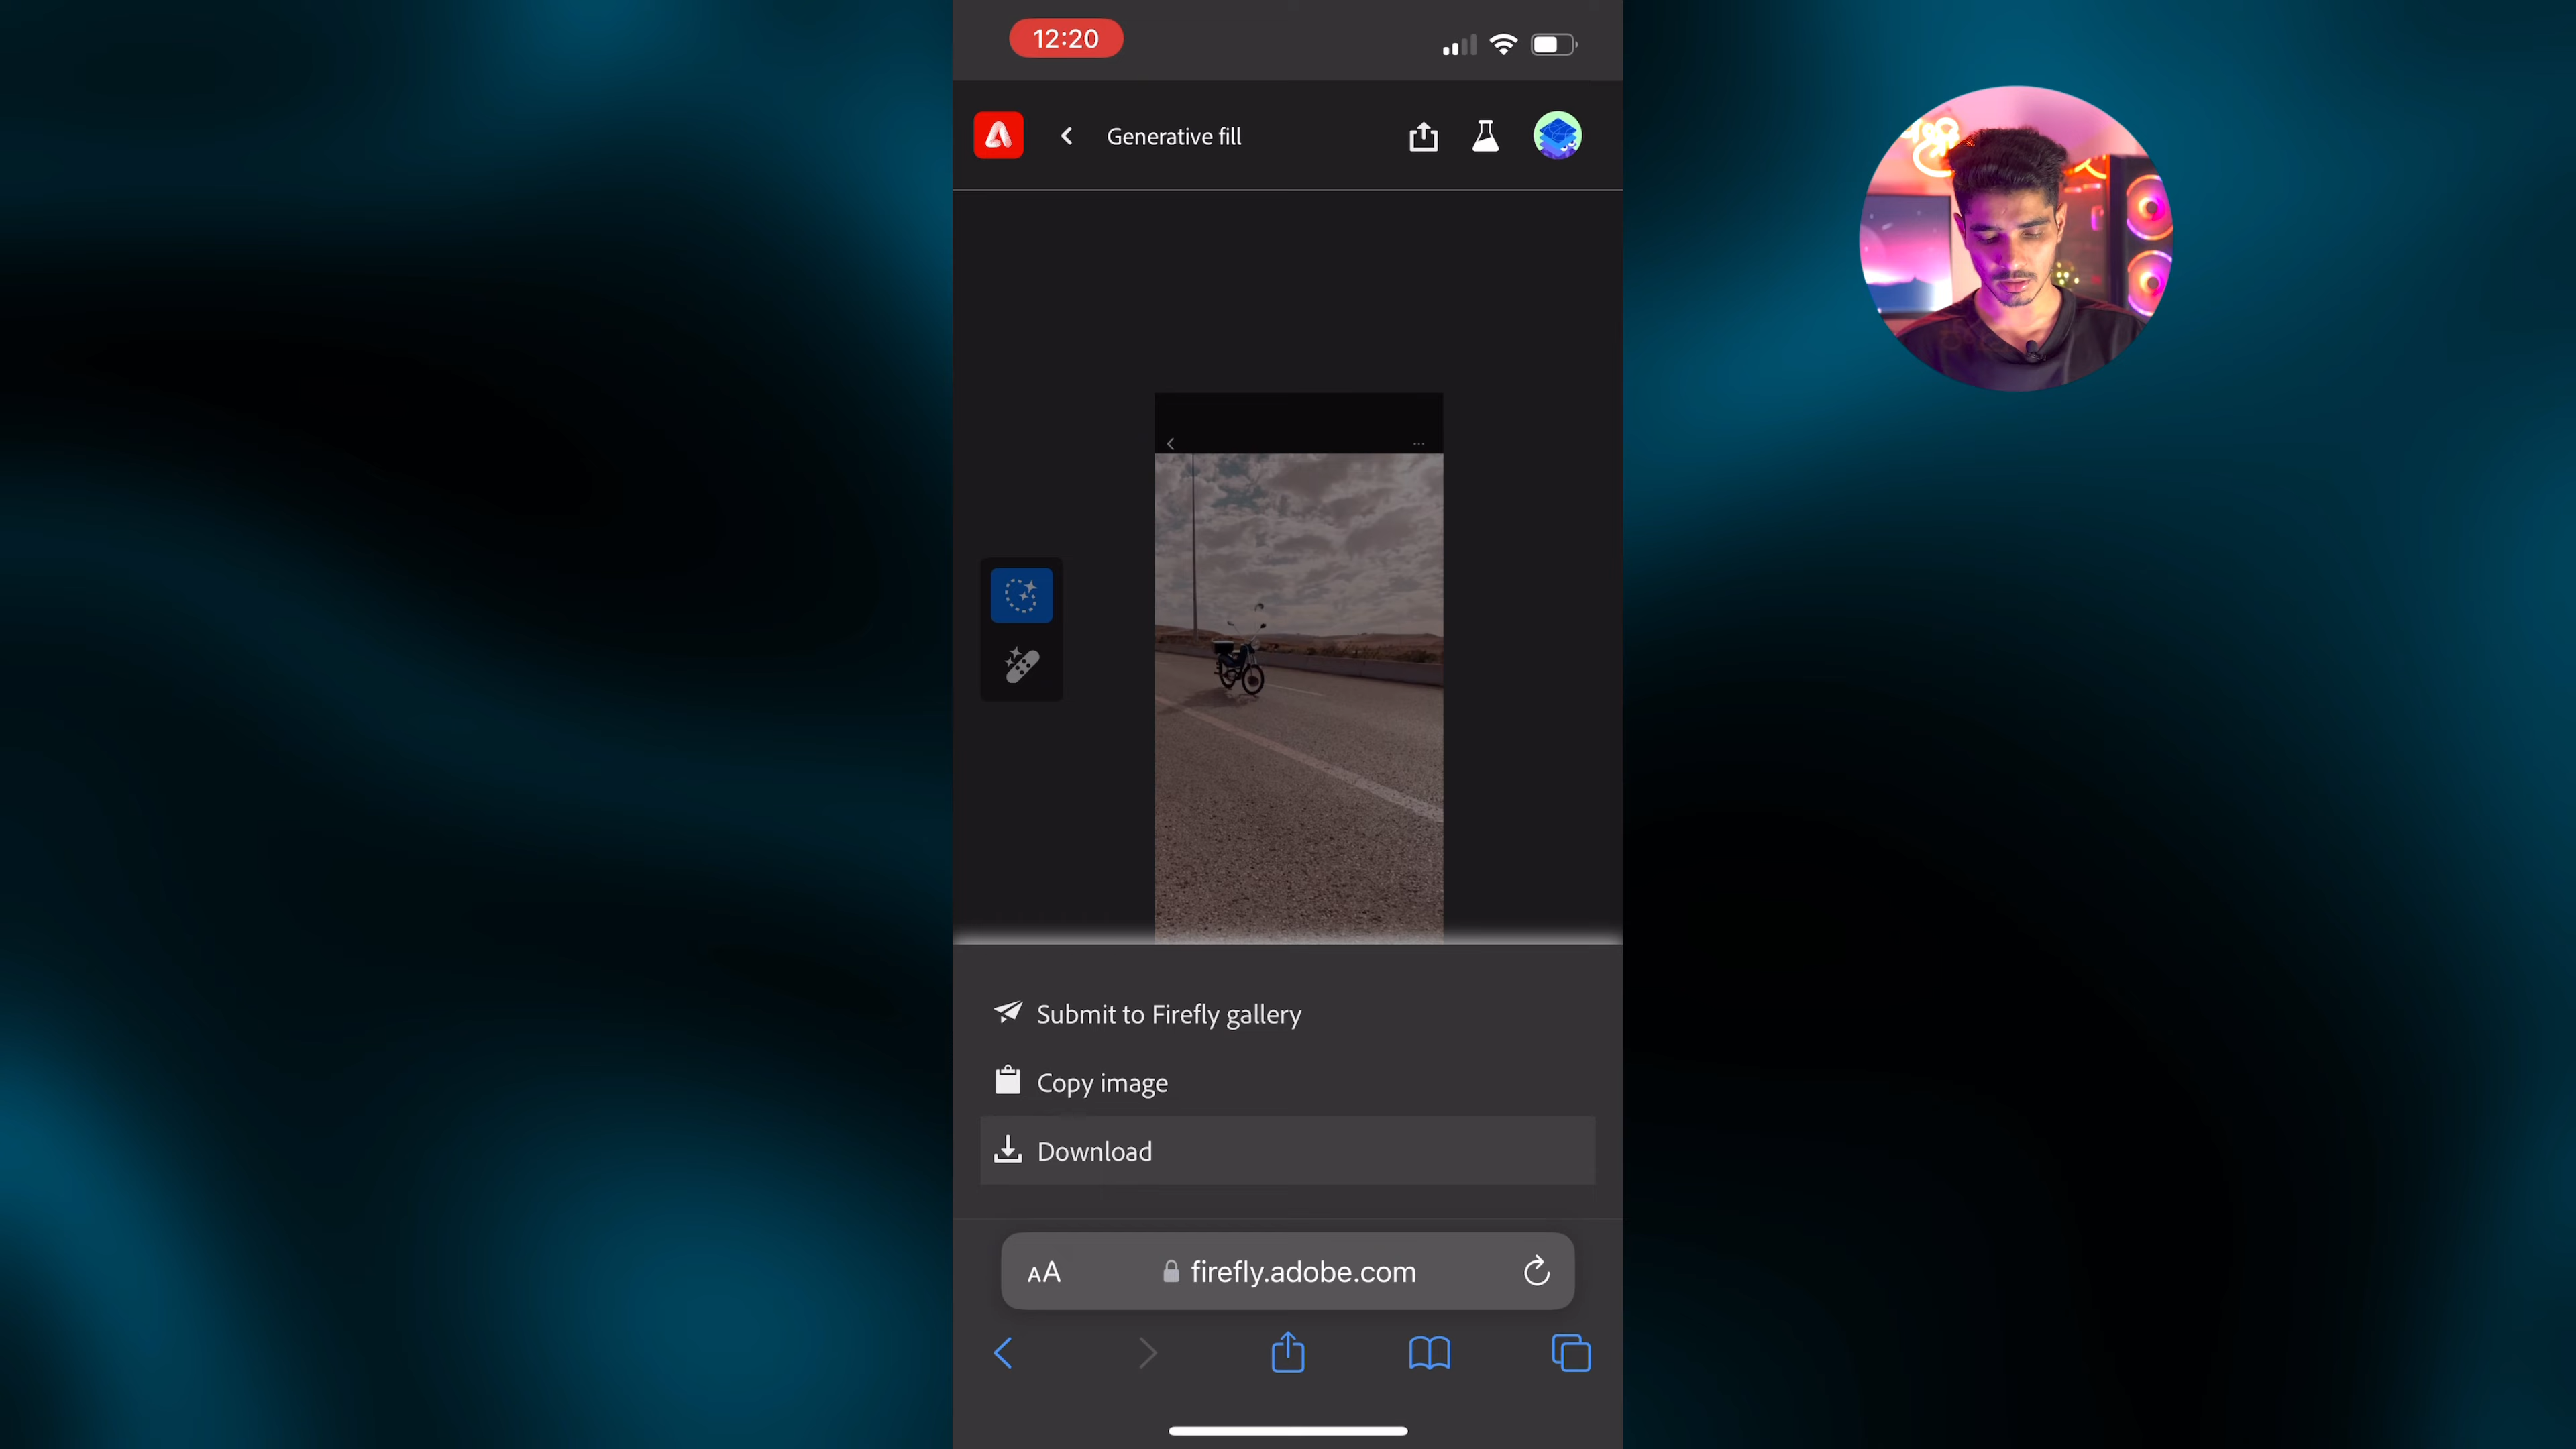 12:20
Generative fill
Submit to Firefly gallery
Copy image
Download
AA
firefly.adobe.com